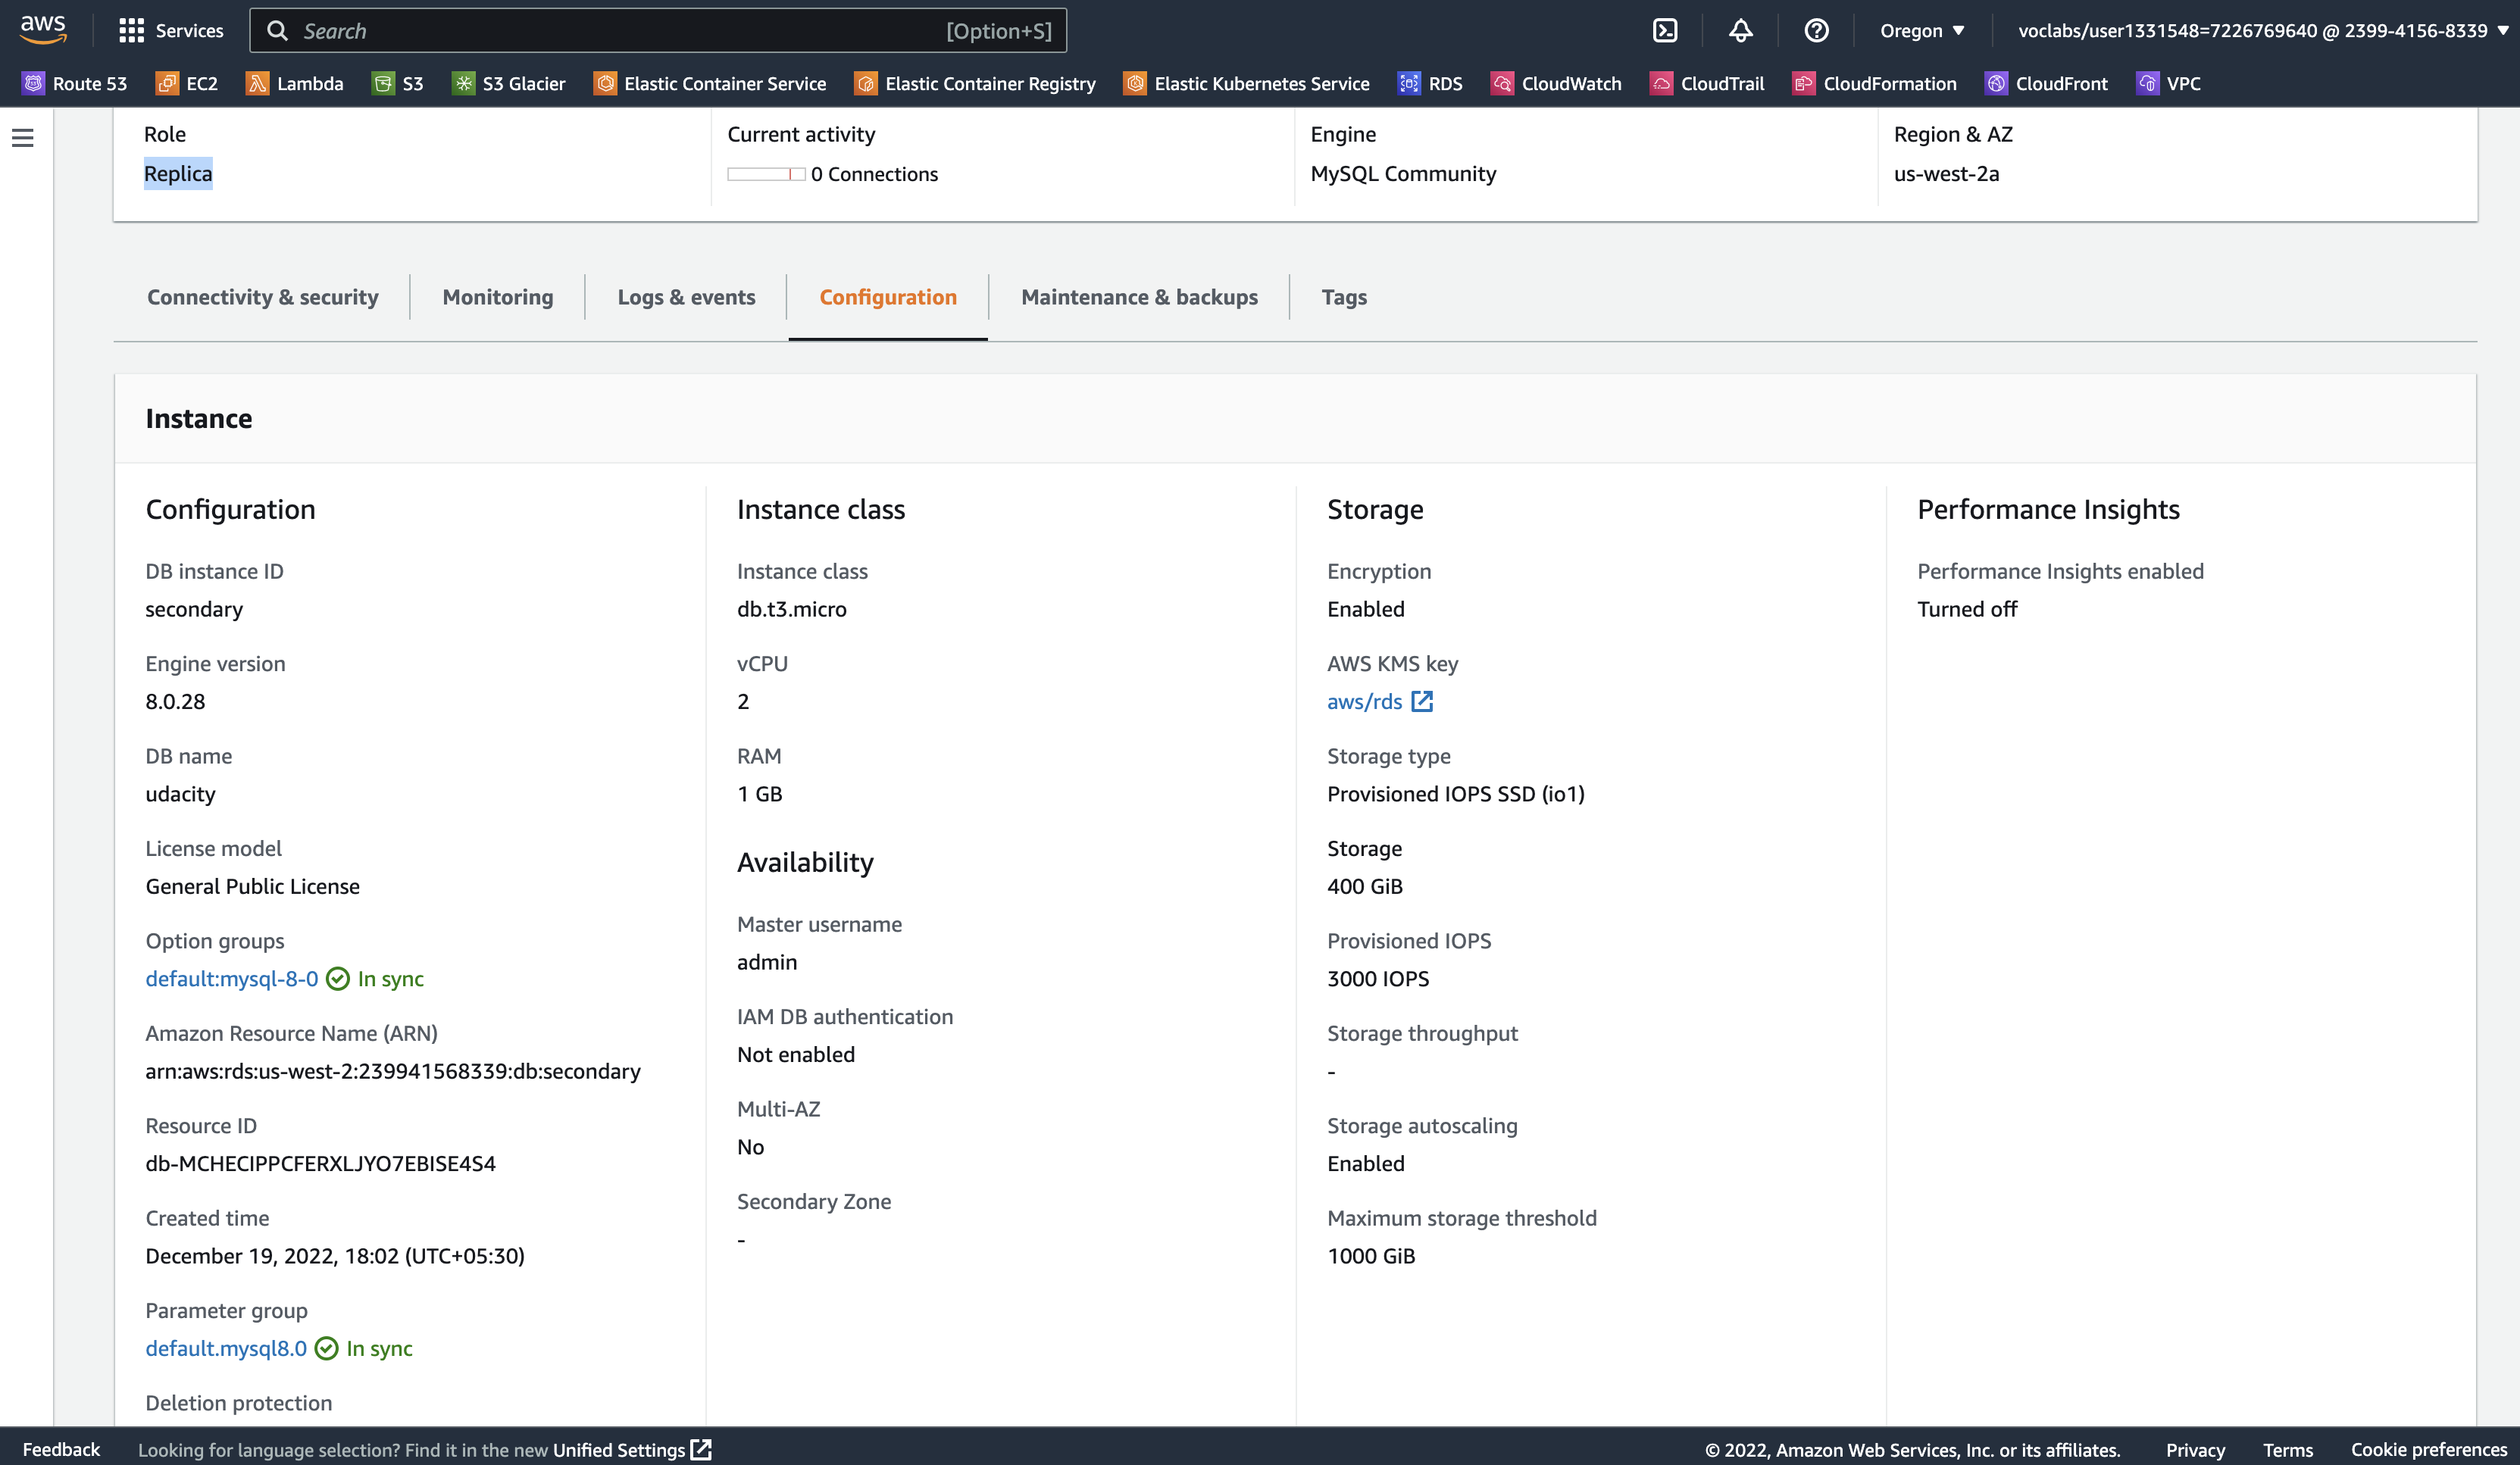 aws Services Search [Option+S] Oregon voclabs/user1331548=7226769640 @ 2399-4156-8339
Route 53 EC2 Lambda S3 S3 Glacier Elastic Container Service Elastic Container Registry Elastic Kubernetes Service RDS CloudWatch CloudTrail CloudFormation CloudFront VPC
Role
Replica
Current activity
0 Connections
Engine
MySQL Community
Region & AZ
us-west-2a
Connectivity & security Monitoring Logs & events Configuration Maintenance & backups Tags
Instance
Configuration
DB instance ID
secondary
Engine version
8.0.28
DB name
udacity
License model
General Public License
Option groups
default:mysql-8-0 In sync
Amazon Resource Name (ARN)
arn:aws:rds:us-west-2:239941568339:db:secondary
Resource ID
db-MCHECIPPCFERXLJYO7EBISE4S4
Created time
December 19, 2022, 18:02 (UTC+05:30)
Parameter group
default.mysql8.0 In sync
Deletion protection
Instance class
Instance class
db.t3.micro
vCPU
2
RAM
1 GB
Availability
Master username
admin
IAM DB authentication
Not enabled
Multi-AZ
No
Secondary Zone
-
Storage
Encryption
Enabled
AWS KMS key
aws/rds
Storage type
Provisioned IOPS SSD (io1)
Storage
400 GiB
Provisioned IOPS
3000 IOPS
Storage throughput
-
Storage autoscaling
Enabled
Maximum storage threshold
1000 GiB
Performance Insights
Performance Insights enabled
Turned off
Feedback Looking for language selection? Find it in the new Unified Settings © 2022, Amazon Web Services, Inc. or its affiliates. Privacy Terms Cookie preferences